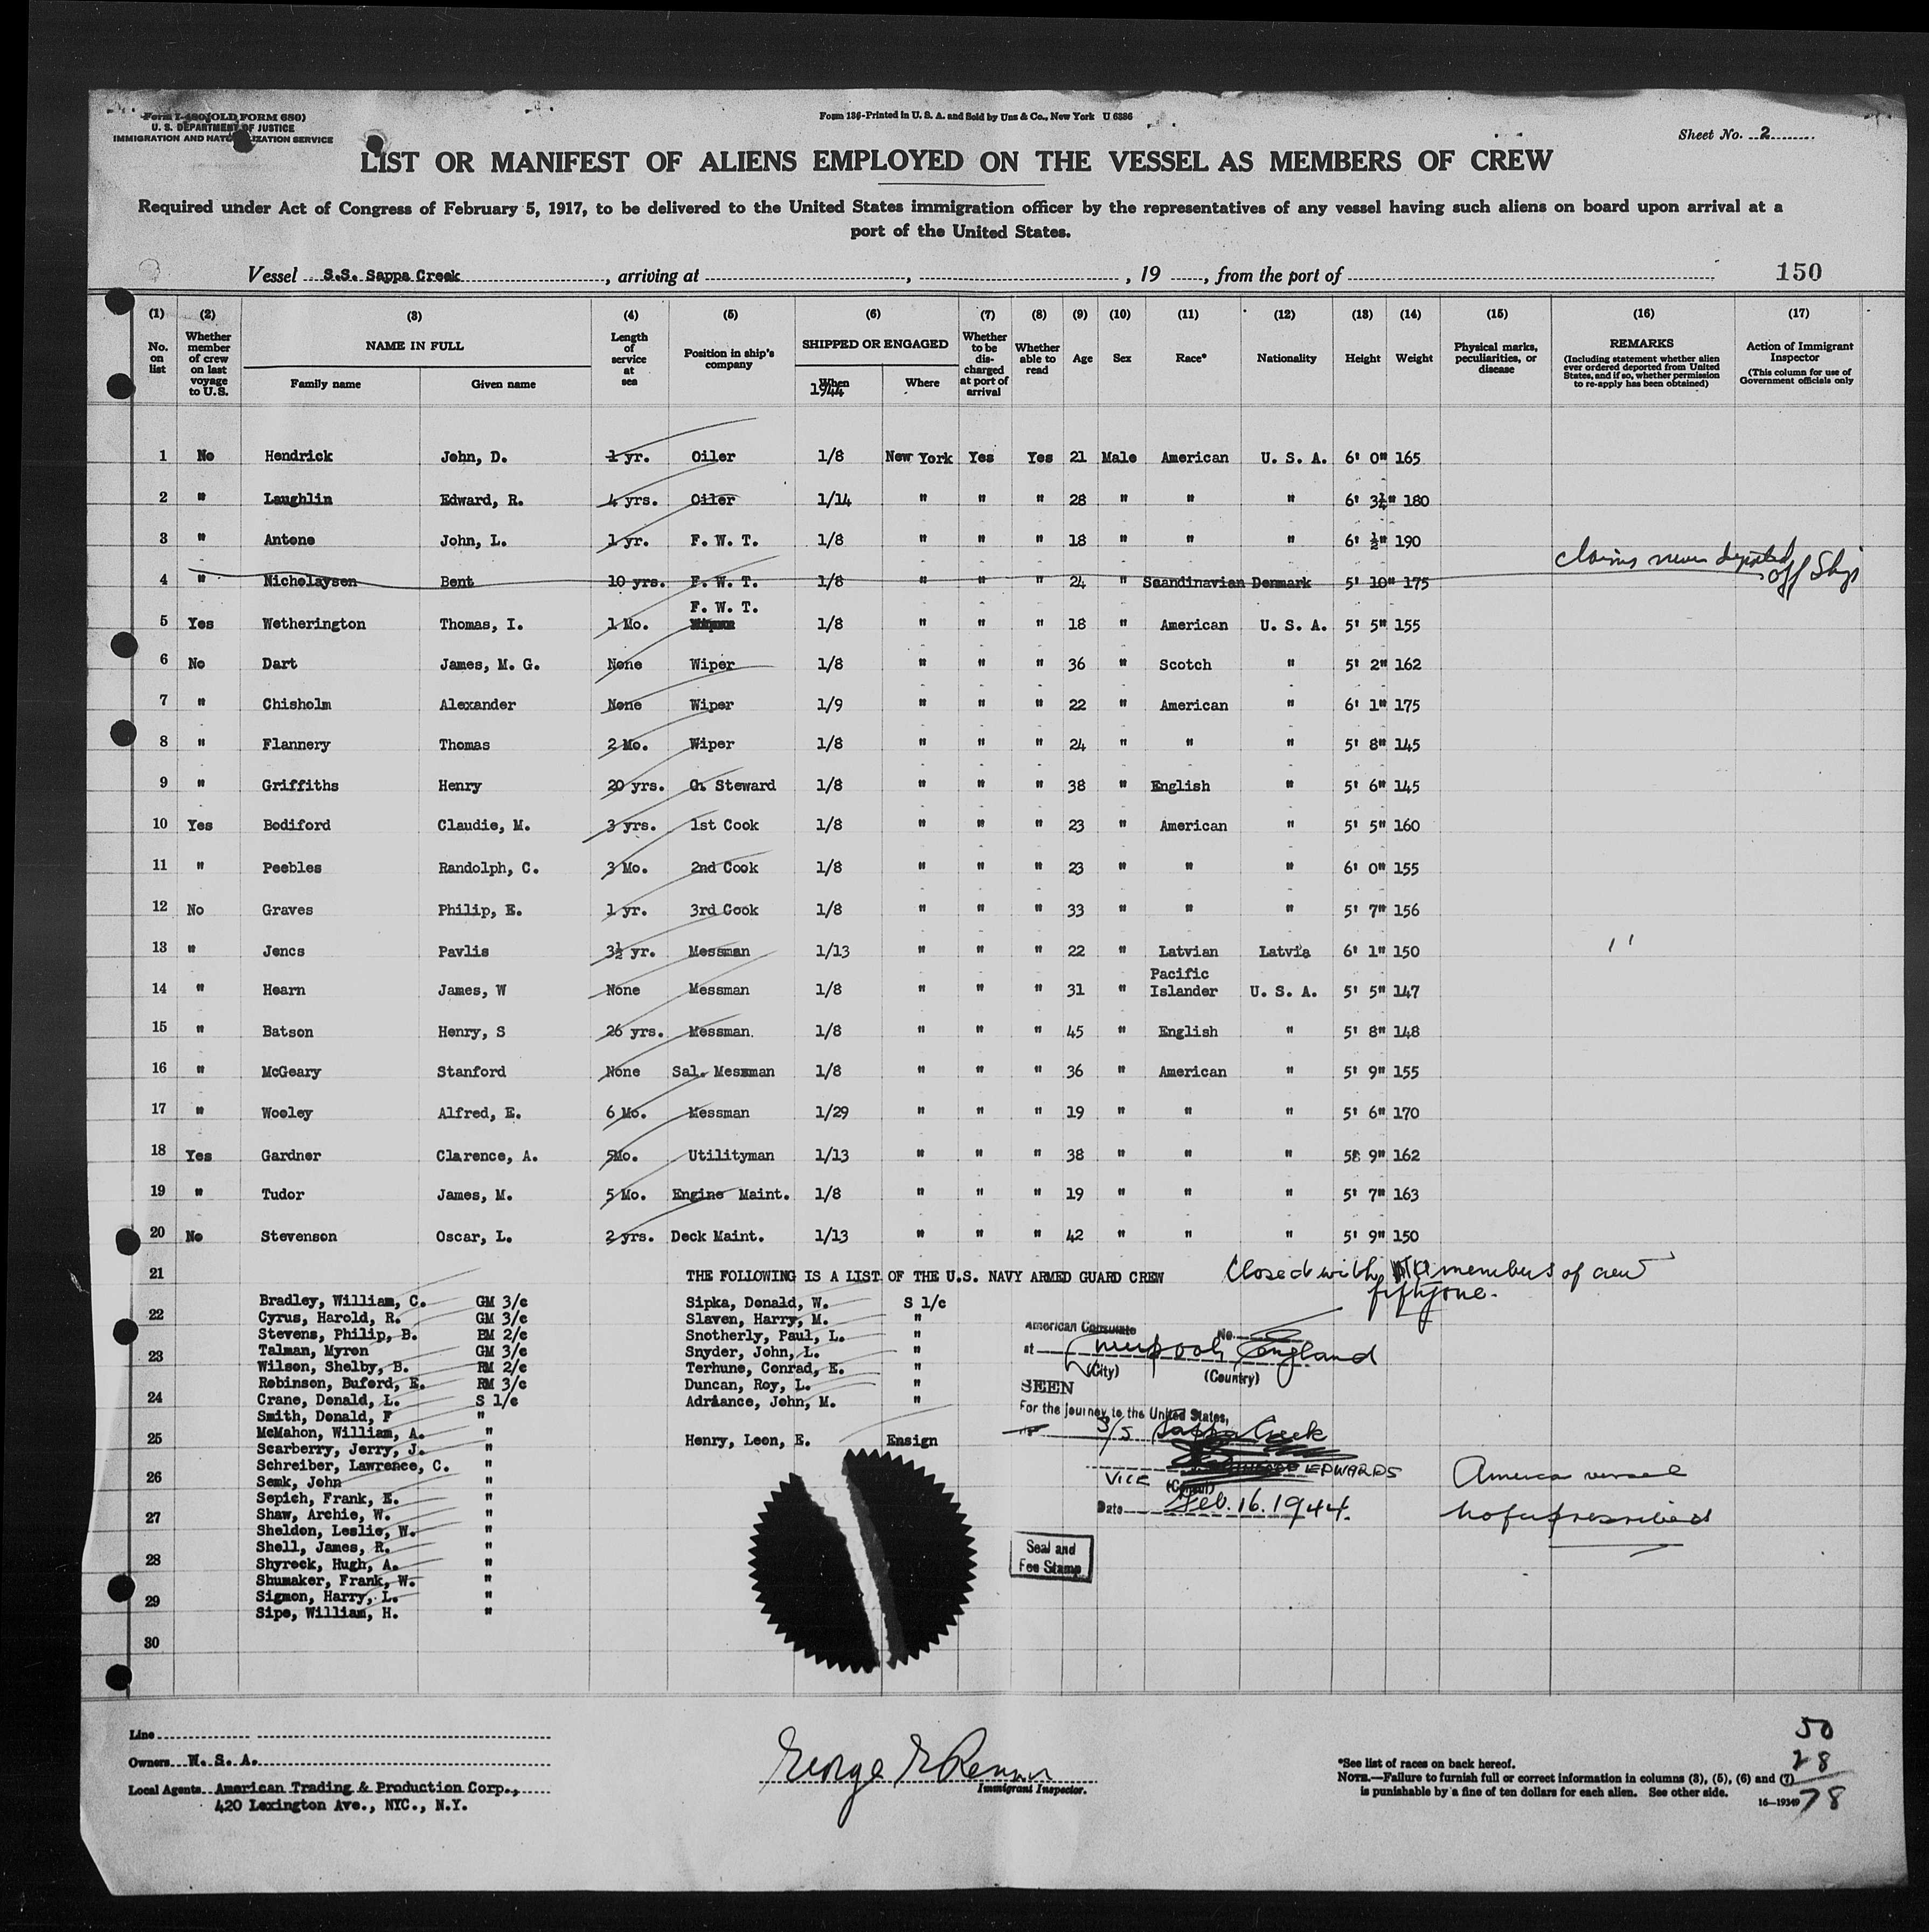 Form I-480 (OLD FORM 680)
U. S. DEPARTMENT OF JUSTICE
IMMIGRATION AND NATURALIZATION SERVICE
Form 136-Printed in U. S. A. and Sold by Unz & Co., New York U 6386
Sheet No. 2
LIST OR MANIFEST OF ALIENS EMPLOYED ON THE VESSEL AS MEMBERS OF CREW
Required under Act of Congress of February 5, 1917, to be delivered to the United States immigration officer by the representatives of any vessel having such aliens on board upon arrival at a
port of the United States.
Vessel S.S. Sappa Creek, arriving at , , 19 , from the port of 150
(1) (2) (3) (4) (5) (6) (7) (8) (9) (10) (11) (12) (13) (14) (15) (16) (17)
No. on list
Whether member of crew on last voyage to U.S.
NAME IN FULL
Family name
Given name
Length of service at sea
Position in ship's company
SHIPPED OR ENGAGED
When
1944
Where
Whether to be discharged at port of arrival
Whether able to read
Age
Sex
Race*
Nationality
Height
Weight
Physical marks, peculiarities, or disease
REMARKS
(Including statement whether alien ever ordered deported from United States, and if so, whether permission to re-apply has been obtained)
Action of Immigrant Inspector
(This column for use of Government officials only
1 No Hendrick John, D. 1 yr. Oiler 1/8 New York Yes Yes 21 Male American U. S. A. 6' 0" 165
2 " Laughlin Edward, R. 4 yrs. Oiler 1/14 " " " 28 " " " 6' 3½" 180
3 " Antone John, L. 1 yr. F. W. T. 1/8 " " " 18 " " " 6' ½" 190
4 " Nicholaysen Bent 10 yrs. F. W. T. 1/8 " " " 24 " Scandinavian Denmark 5' 10" 175 claims never deported off Ship
F. W. T.
5 Yes Wetherington Thomas, I. 1 Mo. 1/8 " " " 18 " American U. S. A. 5' 5" 155
6 No Dart James, M. G. None Wiper 1/8 " " " 36 " Scotch " 5' 2" 162
7 " Chisholm Alexander None Wiper 1/9 " " " 22 " American " 6' 1" 175
8 " Flannery Thomas 2 Mo. Wiper 1/8 " " " 24 " " " 5' 8" 145
9 " Griffiths Henry 20 yrs. Ch. Steward 1/8 " " " 38 " English " 5' 6" 145
10 Yes Bodiford Claudie, M. 3 yrs. 1st Cook 1/8 " " " 23 " American " 5' 5" 160
11 " Peebles Randolph, C. 3 Mo. 2nd Cook 1/8 " " " 23 " " " 6' 0" 155
12 No Graves Philip, E. 1 yr. 3rd Cook 1/8 " " " 33 " " " 5' 7" 156
13 " Jencs Pavlis 3½ yr. Messman 1/13 " " " 22 " Latvian Latvia 6' 1" 150 "
Pacific
14 " Hearn James, W None Messman 1/8 " " " 31 " Islander U. S. A. 5' 5" 147
15 " Batson Henry, S 26 yrs. Messman. 1/8 " " " 45 " English " 5' 8" 148
16 " McGeary Stanford None Sal. Messman 1/8 " " " 36 " American " 5' 9" 155
17 " Wooley Alfred, E. 6 Mo. Messman 1/29 " " " 19 " " " 5' 6" 170
18 Yes Gardner Clarence, A. 5Mo. Utilityman 1/13 " " " 38 " " " 5' 9" 162
19 " Tudor James, M. 5 Mo. Engine Maint. 1/8 " " " 19 " " " 5' 7" 163
20 No Stevenson Oscar, L. 2 yrs. Deck Maint. 1/13 " " " 42 " " " 5' 9" 150
21 THE FOLLOWING IS A LIST OF THE U.S. NAVY ARMED GUARD CREW
Closed with members of crew
fifty one.
22
23
24
25
26
27
28
29
30
Bradley, William, C. GM 3/c
Cyrus, Harold, R. GM 3/c
Stevens, Philip, B. BM 2/c
Talman, Myron GM 3/c
Wilson, Shelby, B. RM 2/c
Robinson, Buford, E. RM 3/c
Crane, Donald, L. S 1/c
Smith, Donald, F "
McMahon, William, A. "
Scarberry, Jerry, J. "
Schreiber, Lawrence, C. "
Semk, John "
Sepich, Frank, E. "
Shaw, Archie, W. "
Sheldon, Leslie, W. "
Shell, James, R. "
Shyrock, Hugh, A. "
Shumaker, Frank, W. "
Sigmon, Harry, L. "
Sipe, William, H. "
Sipka, Donald, W. S 1/c
Slaven, Harry, M. "
Snotherly, Paul, L. "
Snyder, John, L. "
Terhune, Conrad, E. "
Duncan, Roy, L. "
Adriance, John, M. "
Henry, Leon, E. Ensign
American Consulate No.
at Liverpool, England
(City) (Country)
SEEN
For the journey to the United States,
S/S Sappa Creek
EDWARDS
VICE (Consul)
Date Feb. 16. 1944.
Seal and
Fee Stamp
American vessel
No fee prescribed
Line
Owners W. S. A.
Local Agents American Trading & Production Corp.,
420 Lexington Ave., NYC., N.Y.
George
Immigrant Inspector.
*See list of races on back hereof.
NOTE.—Failure to furnish full or correct information in columns (3), (5), (6) and (7)
is punishable by a fine of ten dollars for each alien. See other side.
16—19349
50
28
78